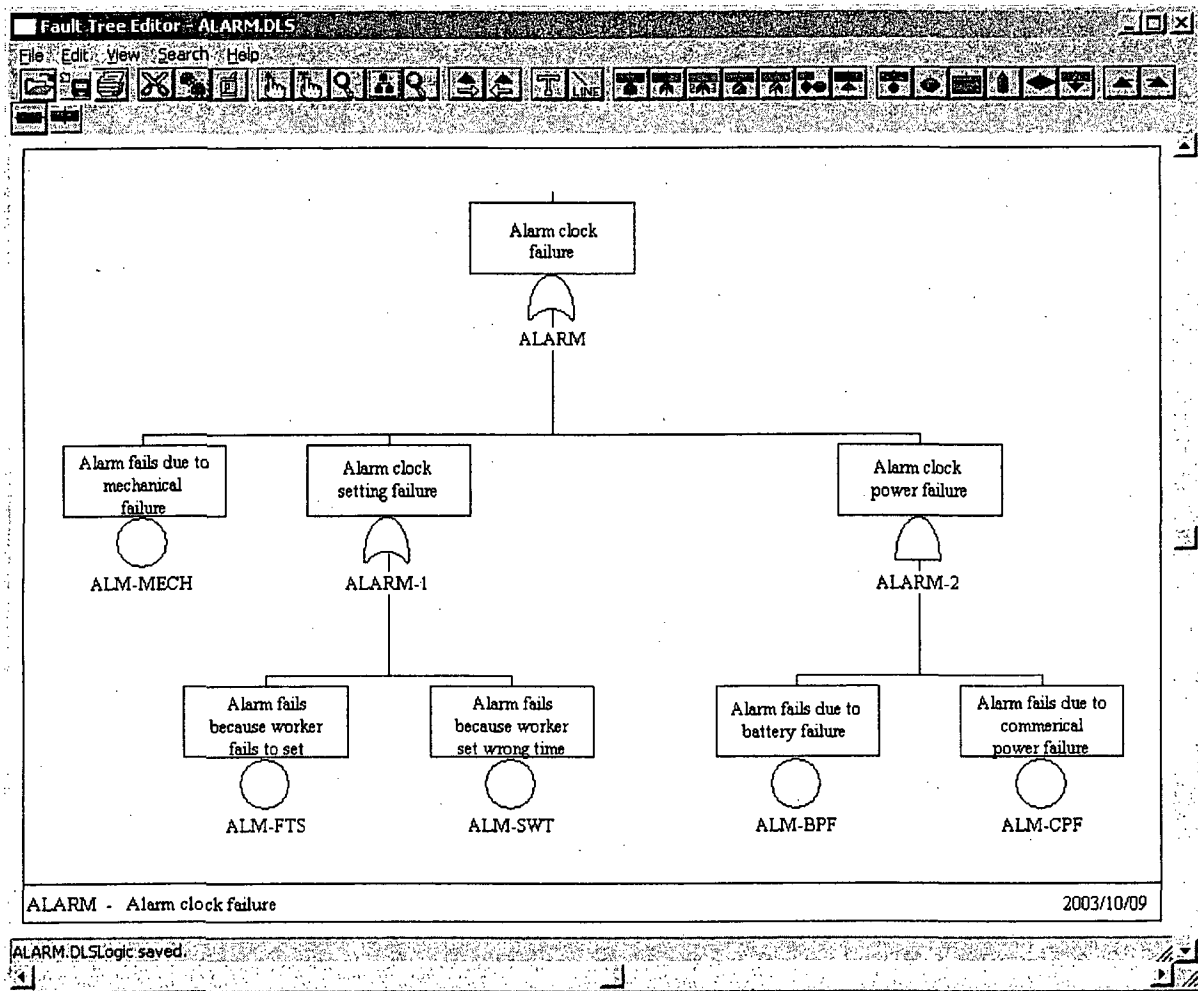 Fault Tree Editor - ALARM.DLS
File Edit View Search Help
LINE
Alarm clock
failure
ALARM
Alarm fails due to
mechanical
failure
ALM-MECH
Alarm clock
setting failure
ALARM-1
Alarm clock
power failure
ALARM-2
Alarm fails
because worker
fails to set
ALM-FTS
Alarm fails
because worker
set wrong time
ALM-SWT
Alarm fails due to
battery failure
ALM-BPF
Alarm fails due to
commerical
power failure
ALM-CPF
ALARM - Alarm clock failure
2003/10/09
ALARM.DLSLogic saved.